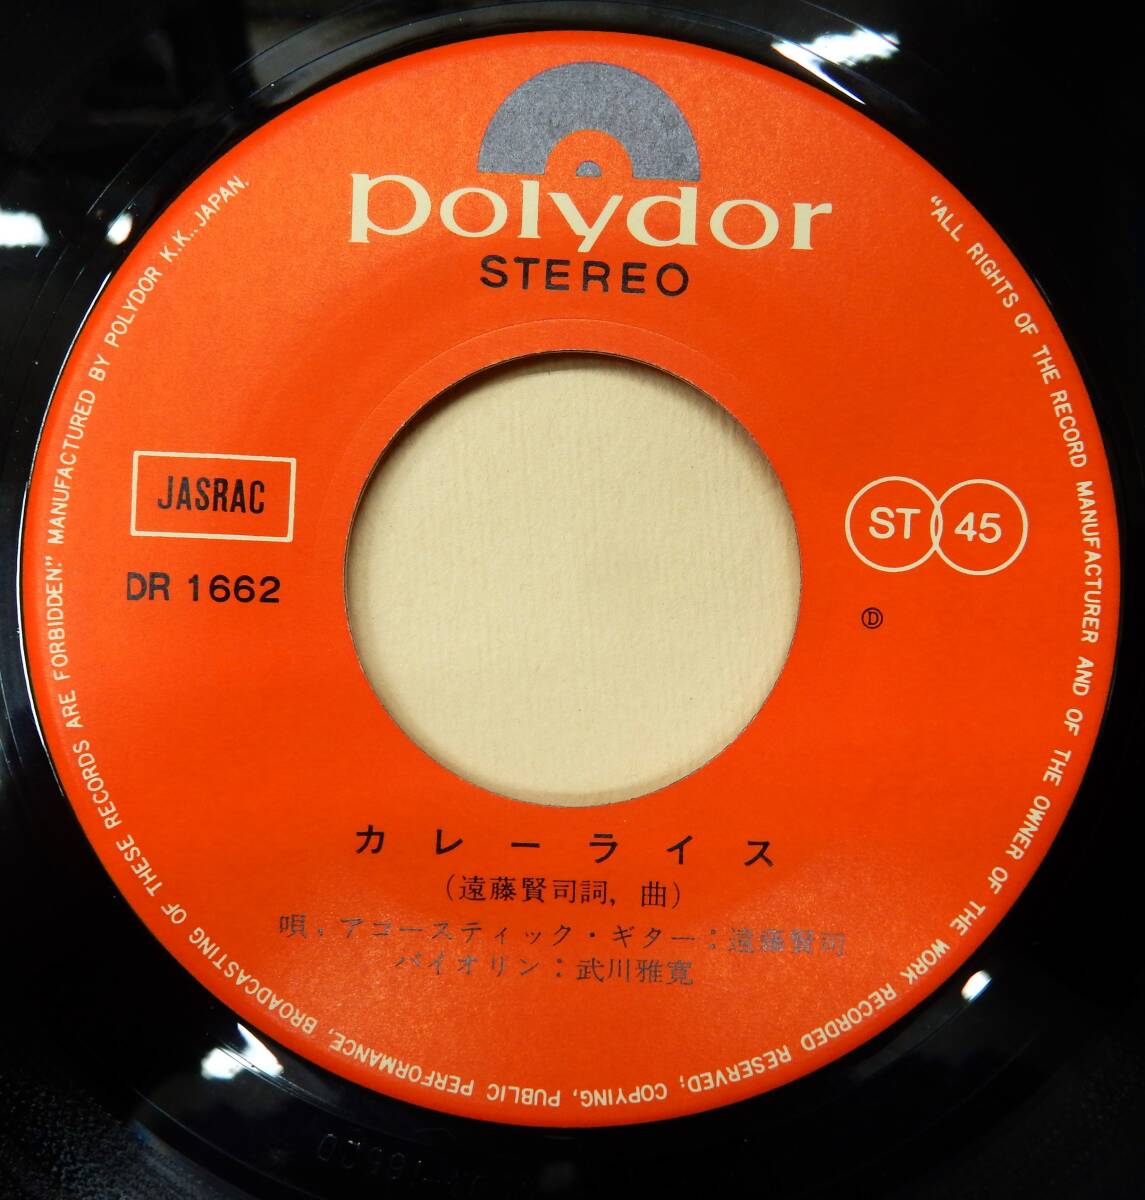 polydor
STEREO
JASRAC
DR 1662
ST 45
Ⓓ
カレーライス
(遠藤賢司詞, 曲)
唄、アコースティック・ギター:遠藤賢司
バイオリン:武川雅寛
"ALL RIGHTS OF THE RECORD MANUFACTURER AND OF THE OWNER OF THE WORK RECORDED RESERVED; COPYING, PUBLIC PERFORMANCE, BROADCASTING OF THESE RECORDS ARE FORBIDDEN." MANUFACTURED BY POLYDOR K.K., JAPAN.